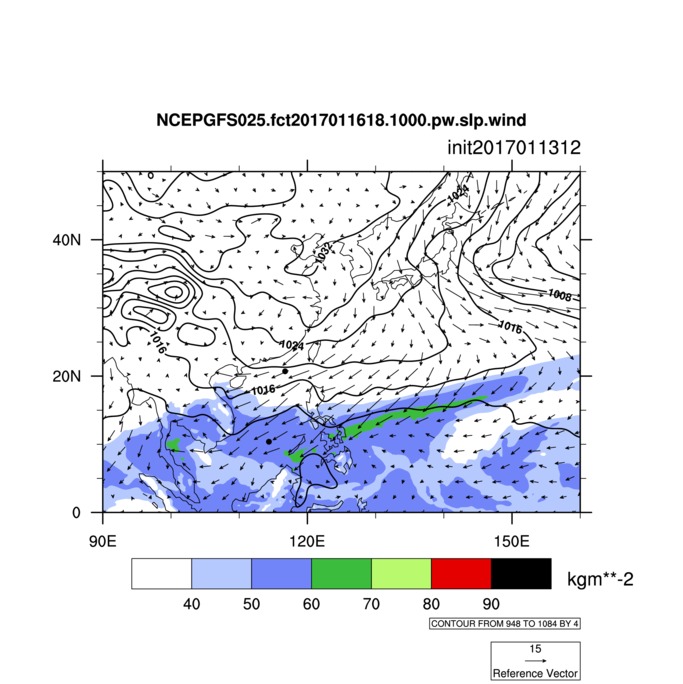 NCEPGFS025.fct2017011618.1000.pw.slp.wind
init2017011312
1024
40N
1032
1008
1016
1016
1024
20N
1016
0
90E 120E 150E
kgm**-2
40 50 60 70 80 90
CONTOUR FROM 948 TO 1084 BY 4
15
Reference Vector